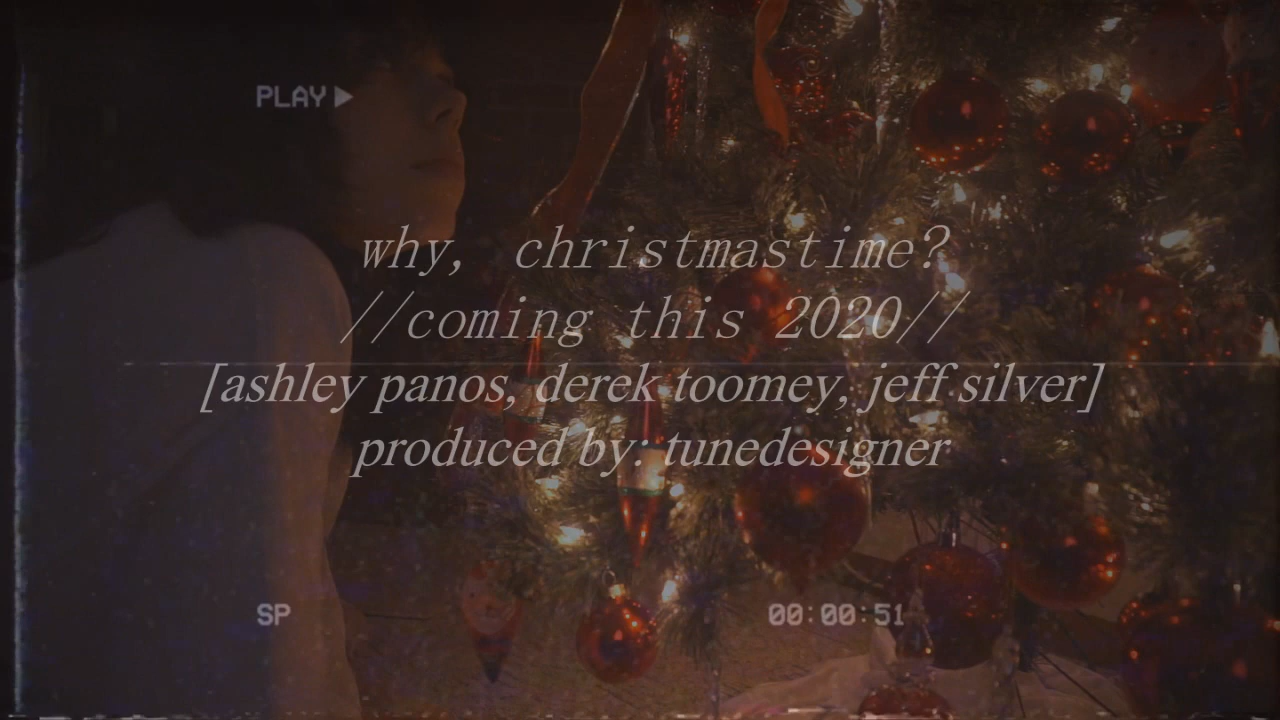 PLAY
why, christmastime?
//coming this 2020//
[ashley panos, derek toomey, jeff silver]
produced by: tunedesigner
SP
00:00:51